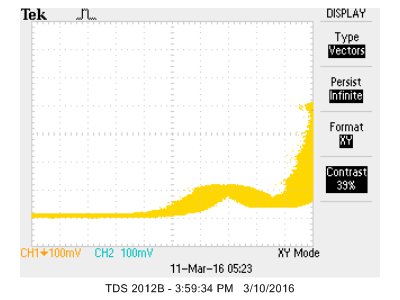 Tek
DISPLAY
Type
Vectors
Persist
Infinite
Format
XY
Contrast
39%
CH1 100mV CH2 100mV XY Mode
11-Mar-16 05:23
TDS 2012B - 3:59:34 PM 3/10/2016